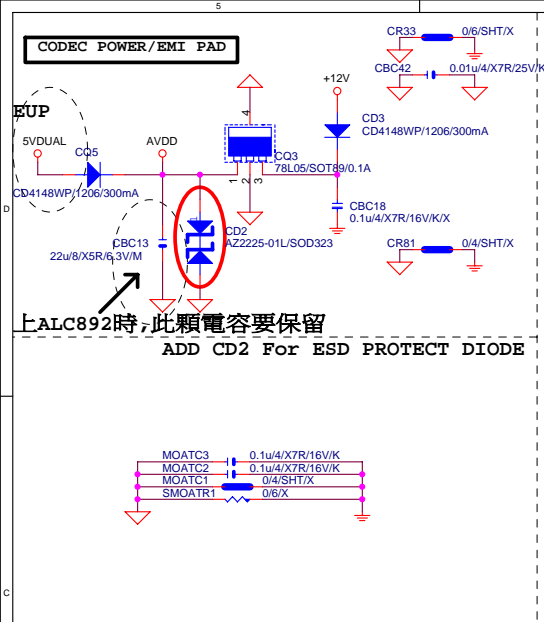 5
CODEC POWER/EMI PAD
CR33
0/6/SHT/X
CBC42
0.01u/4/X7R/25V/K
+12V
EUP
5VDUAL
CQ5
AVDD
4
CD3
CD4148WP/1206/300mA
CQ3
78L05/SOT89/0.1A
CD4148WP/1206/300mA
1
2
3
D
CBC18
0.1u/4/X7R/16V/K/X
CBC13
22u/8/X5R/6.3V/M
1
CD2
AZ2225-01L/SOD323
CR81
0/4/SHT/X
上ALC892時,此顆電容要保留
ADD CD2 For ESD PROTECT DIODE
MOATC3
0.1u/4/X7R/16V/K
MOATC2
0.1u/4/X7R/16V/K
MOATC1
0/4/SHT/X
SMOATR1
0/6/X
C